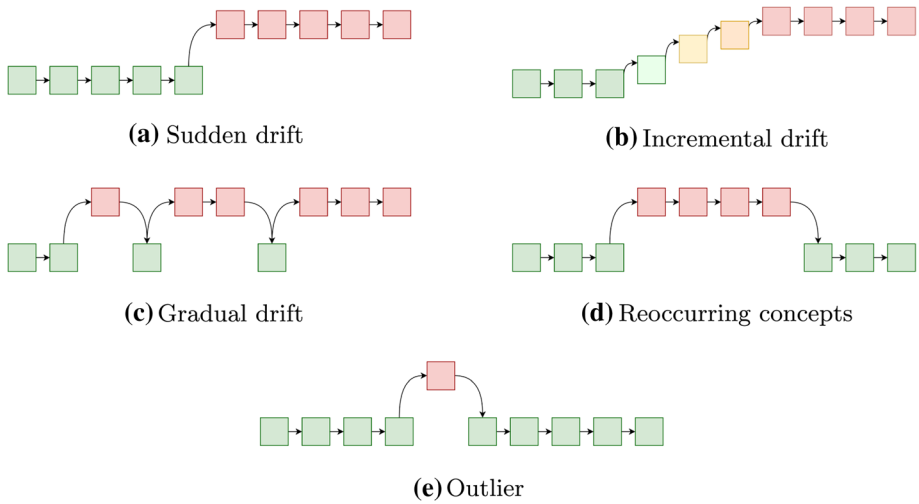 (a) Sudden drift
(b) Incremental drift
(c) Gradual drift
(d) Reoccurring concepts
(e) Outlier